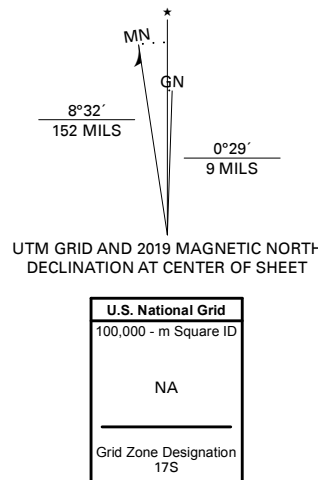 ★
MN
GN
8°32´
152 MILS
0°29´
9 MILS
UTM GRID AND 2019 MAGNETIC NORTH
DECLINATION AT CENTER OF SHEET
U.S. National Grid
100,000 - m Square ID
NA
Grid Zone Designation
17S